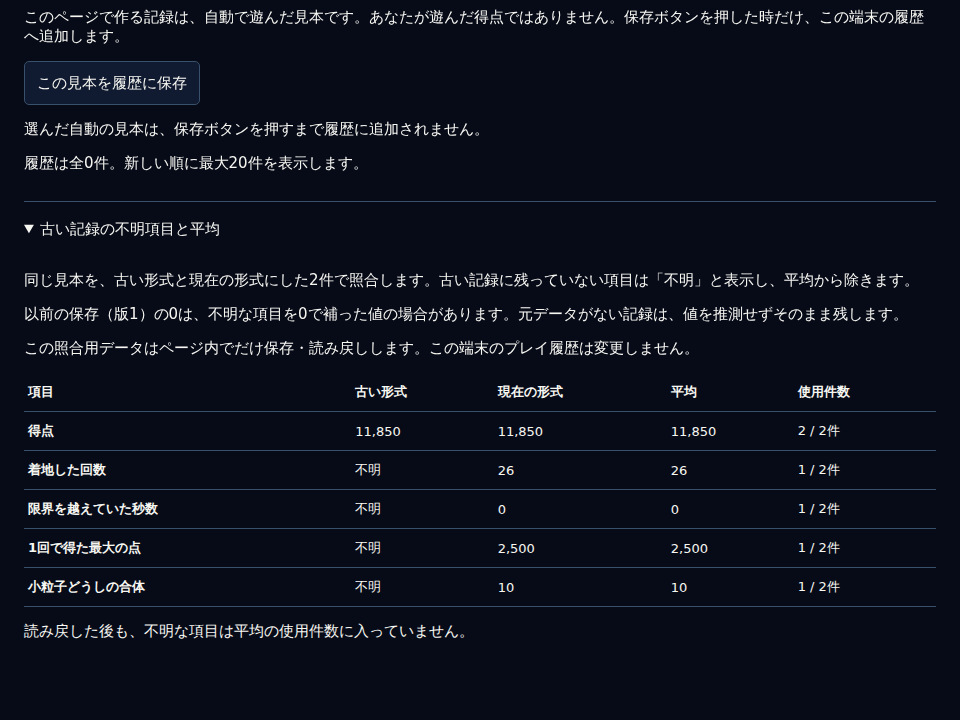 このページで作る記録は、自動で遊んだ見本です。あなたが遊んだ得点ではありません。保存ボタンを押した時だけ、この端末の履歴
へ追加します。
この見本を履歴に保存
選んだ自動の見本は、保存ボタンを押すまで履歴に追加されません。
履歴は全0件。新しい順に最大20件を表示します。
▼ 古い記録の不明項目と平均
同じ見本を、古い形式と現在の形式にした2件で照合します。古い記録に残っていない項目は「不明」と表示し、平均から除きます。
以前の保存（版1）の0は、不明な項目を0で補った値の場合があります。元データがない記録は、値を推測せずそのまま残します。
この照合用データはページ内でだけ保存・読み戻しします。この端末のプレイ履歴は変更しません。
項目 古い形式 現在の形式 平均 使用件数
得点 11,850 11,850 11,850 2 / 2件
着地した回数 不明 26 26 1 / 2件
限界を越えていた秒数 不明 0 0 1 / 2件
1回で得た最大の点 不明 2,500 2,500 1 / 2件
小粒子どうしの合体 不明 10 10 1 / 2件
読み戻した後も、不明な項目は平均の使用件数に入っていません。